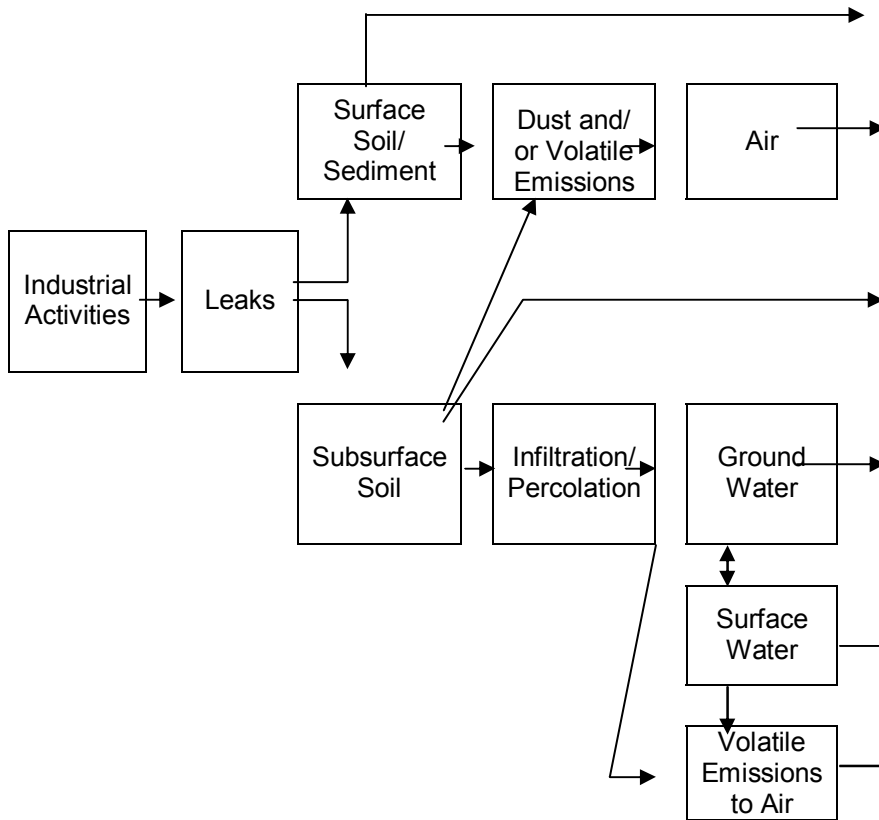 Surface
Soil/
Sediment
Dust and/
or Volatile
Emissions
Air
Industrial
Activities
Leaks
Subsurface
Soil
Infiltration/
Percolation
Ground
Water
Surface
Water
Volatile
Emissions
to Air